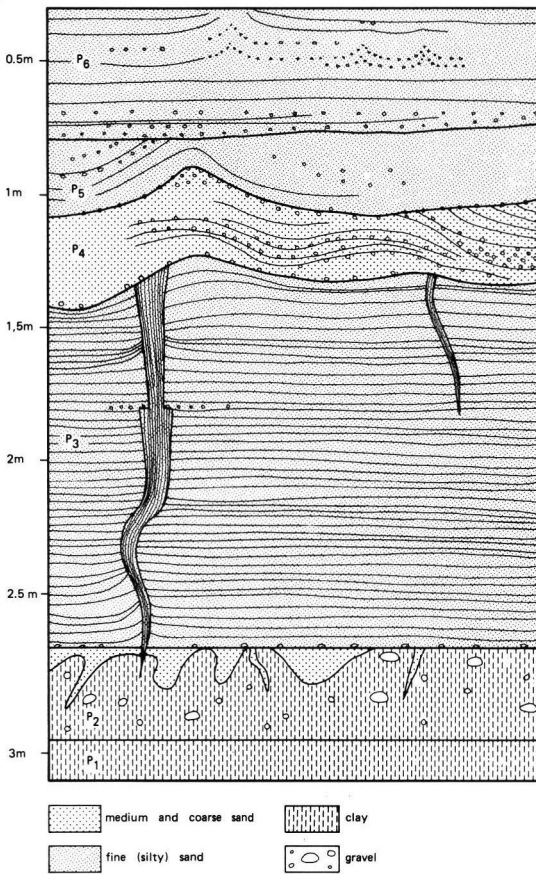 0.5m
P6
P5
1m
P4
1,5m
P3
2m
2.5 m
P2
3m
P1
medium and coarse sand
clay
fine (silty) sand
gravel